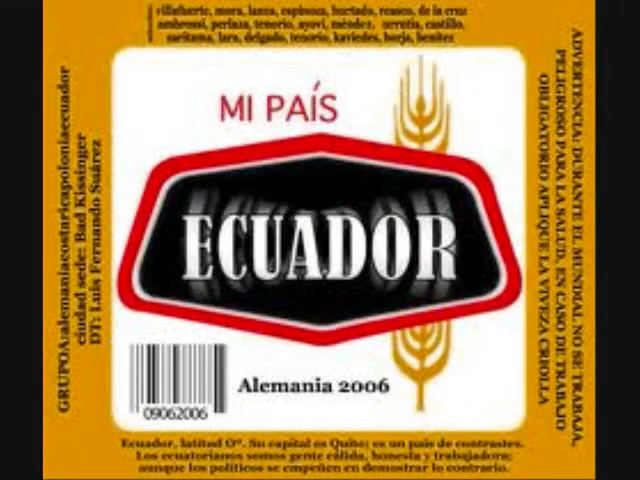 villafuerte, mora, lanza, espinoza, hurtado, reasco, de la cruz
ambrossi, perlaza, tenorio, ayoví, méndez, urrutia, castillo,
saritama, lara, delgado, tenorio, kaviedes, borja, benítez
MI PAÍS
ECUADOR
Alemania 2006
09062006
GRUPO A:alemaniacostaricapoloniaecuador
ciudad sede: Bad Kissinger
DT: Luis Fernando Suárez
ADVERTENCIA. DURANTE EL MUNDIAL NO SE TRABAJA,
PELIGROSO PARA LA SALUD. EN CASO DE TRABAJO
OBLIGATORIO APLIQUE LA VIVEZA CRIOLLA
Ecuador, latitud Oº. Su capital es Quito; es un país de contrastes.
Los ecuatorianos somos gente cálida, honesta y trabajadora;
aunque los políticos se empeñen en demostrar lo contrario.